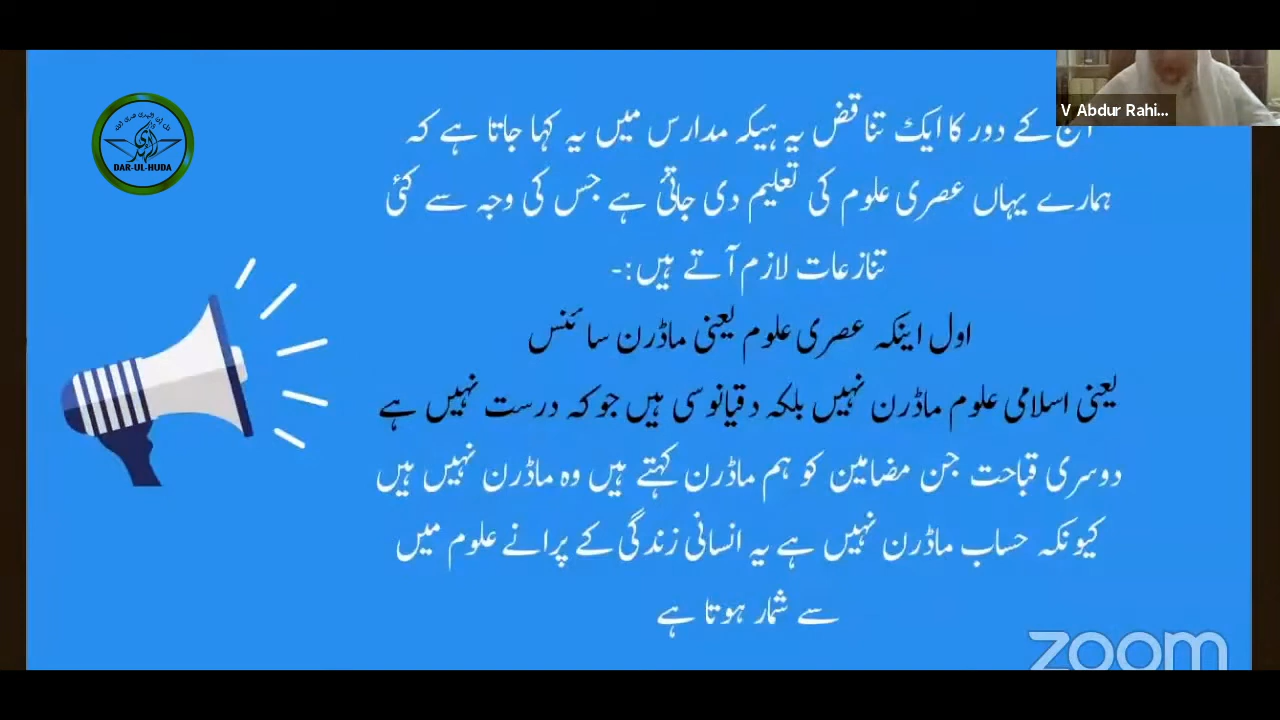 آج کے دور کا ایک تناقض یہ ہیکہ مدارس میں یہ کہا جاتا ہے کہ
ہمارے یہاں عصری علوم کی تعلیم دی جاتی ہے جس کی وجہ سے کئی
تنازعات لازم آتے ہیں:-
اول اینکہ عصری علوم یعنی ماڈرن سائنس
یعنی اسلامی علوم ماڈرن نہیں بلکہ دقیانوسی ہیں جو کہ درست نہیں ہے
دوسری قباحت جن مضامین کو ہم ماڈرن کہتے ہیں وہ ماڈرن نہیں ہیں
کیونکہ حساب ماڈرن نہیں ہے یہ انسانی زندگی کے پرانے علوم میں
سے شمار ہوتا ہے
DAR-UL-HUDA
V Abdur Rahi...
zoom